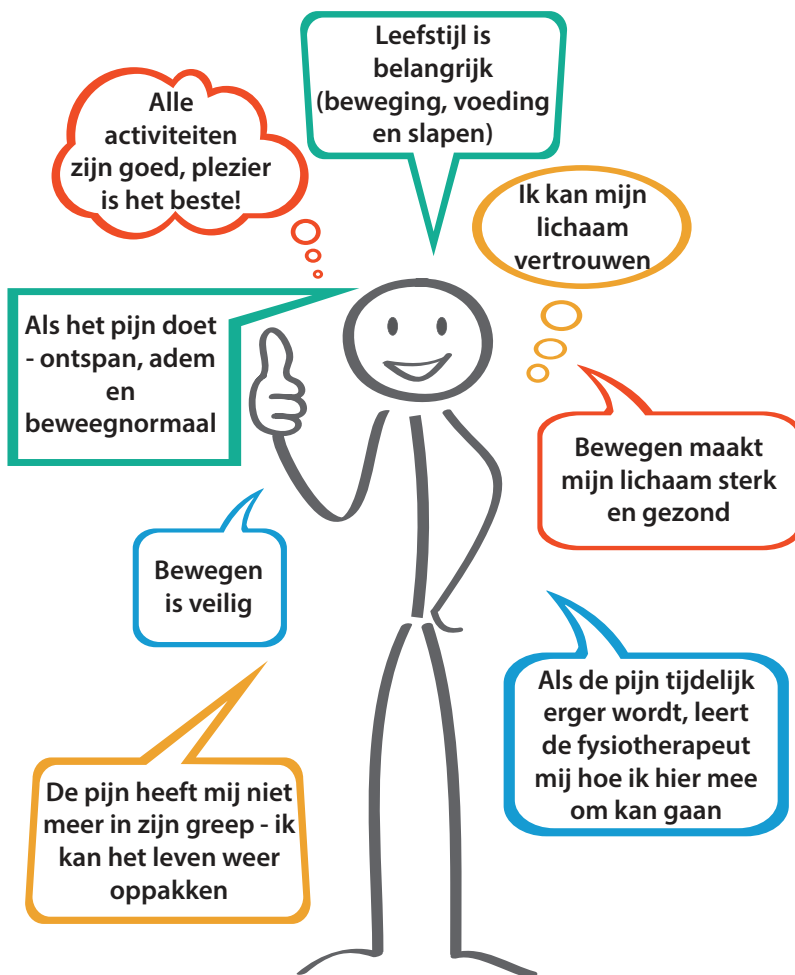 Leefstijl is
belangrijk
(beweging, voeding
en slapen)
Alle
activiteiten
zijn goed, plezier
is het beste!
Ik kan mijn
lichaam
vertrouwen
Als het pijn doet
- ontspan, adem
en
beweegnormaal
Bewegen maakt
mijn lichaam sterk
en gezond
Bewegen
is veilig
Als de pijn tijdelijk
erger wordt, leert
de fysiotherapeut
mij hoe ik hier mee
om kan gaan
De pijn heeft mij niet
meer in zijn greep - ik
kan het leven weer
oppakken